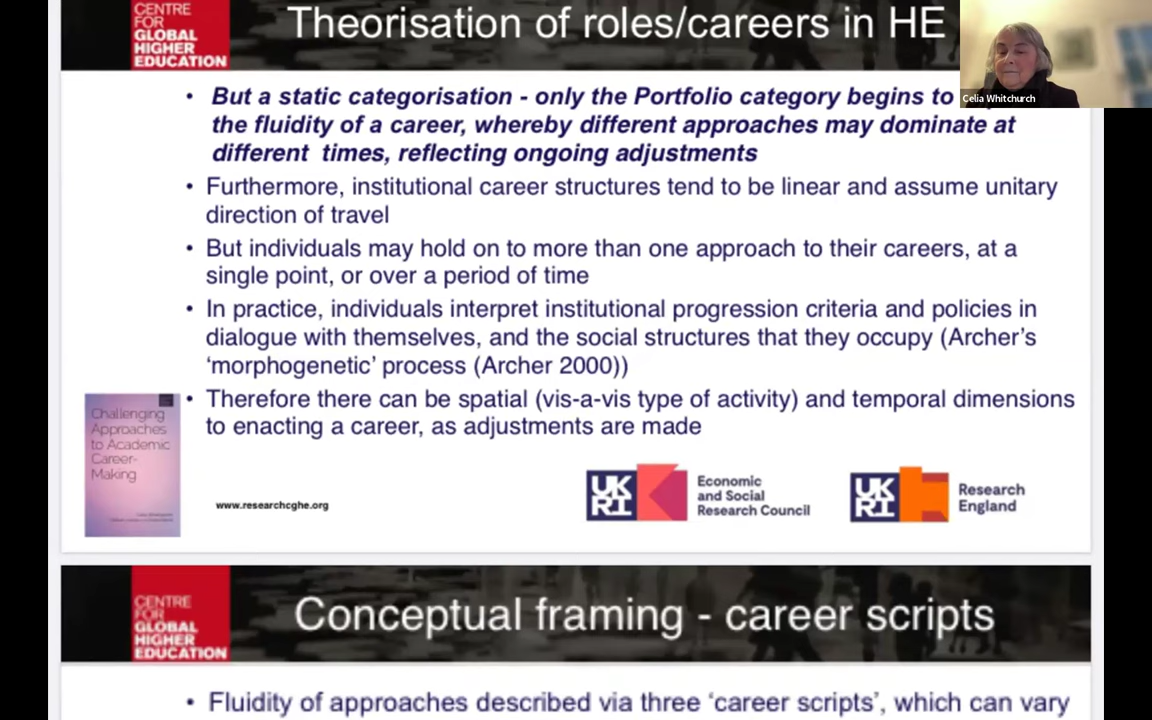 CENTRE
FOR
GLOBAL
HIGHER
EDUCATION
Theorisation of roles/careers in HE
Celia Whitchurch
• But a static categorisation - only the Portfolio category begins to
the fluidity of a career, whereby different approaches may dominate at
different times, reflecting ongoing adjustments
• Furthermore, institutional career structures tend to be linear and assume unitary
direction of travel
• But individuals may hold on to more than one approach to their careers, at a
single point, or over a period of time
• In practice, individuals interpret institutional progression criteria and policies in
dialogue with themselves, and the social structures that they occupy (Archer's
'morphogenetic' process (Archer 2000))
• Therefore there can be spatial (vis-a-vis type of activity) and temporal dimensions
to enacting a career, as adjustments are made
Challenging
Approaches
to Academic
Career-
Making
www.researchcghe.org
UK
RI
Economic
and Social
Research Council
UK
RI
Research
England
CENTRE
FOR
GLOBAL
HIGHER
EDUCATION
Conceptual framing - career scripts
• Fluidity of approaches described via three 'career scripts', which can vary